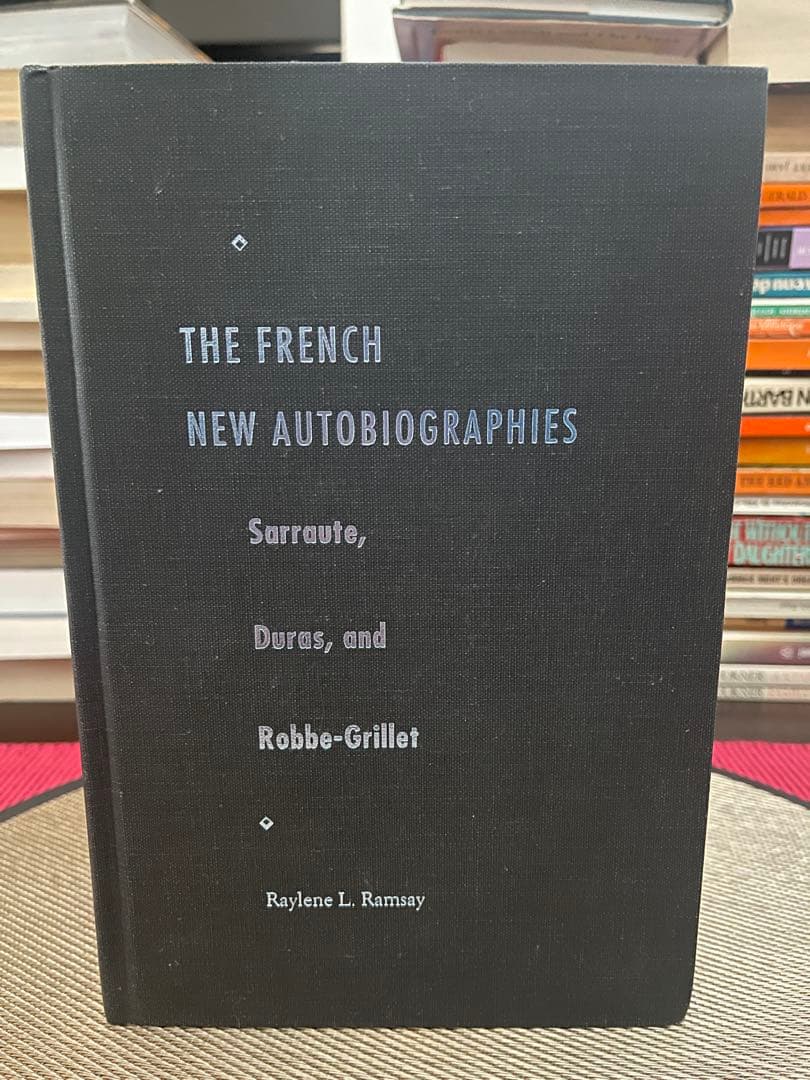 THE FRENCH
NEW AUTOBIOGRAPHIES
Sarraute,
Duras, and
Robbe-Grillet
Raylene L. Ramsay